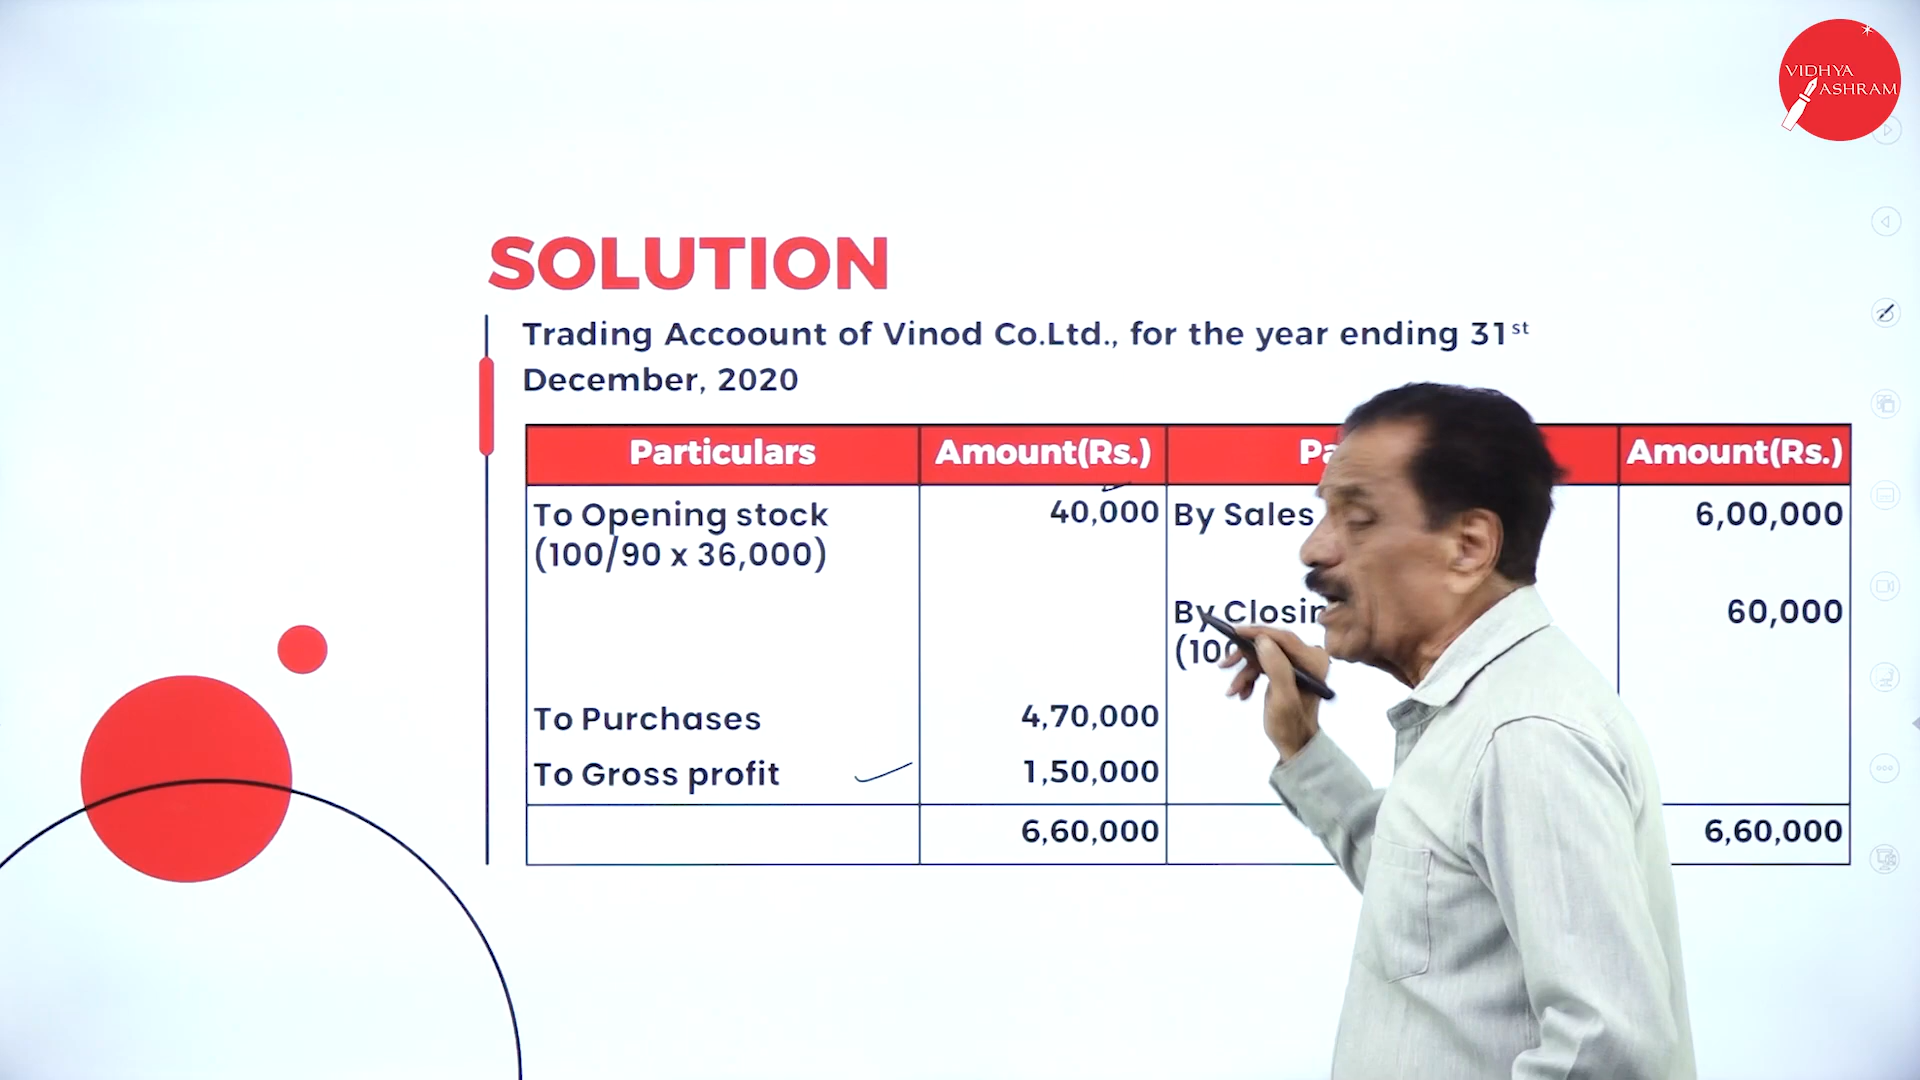 VIDHYA
ASHRAM
SOLUTION
Trading Accoount of Vinod Co.Ltd., for the year ending 31st
December, 2020
Particulars Amount(Rs.) Amount(Rs.)
To Opening stock 40,000 By Sales 6,00,000
(100/90 x 36,000)
By 60,000
To Purchases 4,70,000
To Gross profit 1,50,000
6,60,000 6,60,000